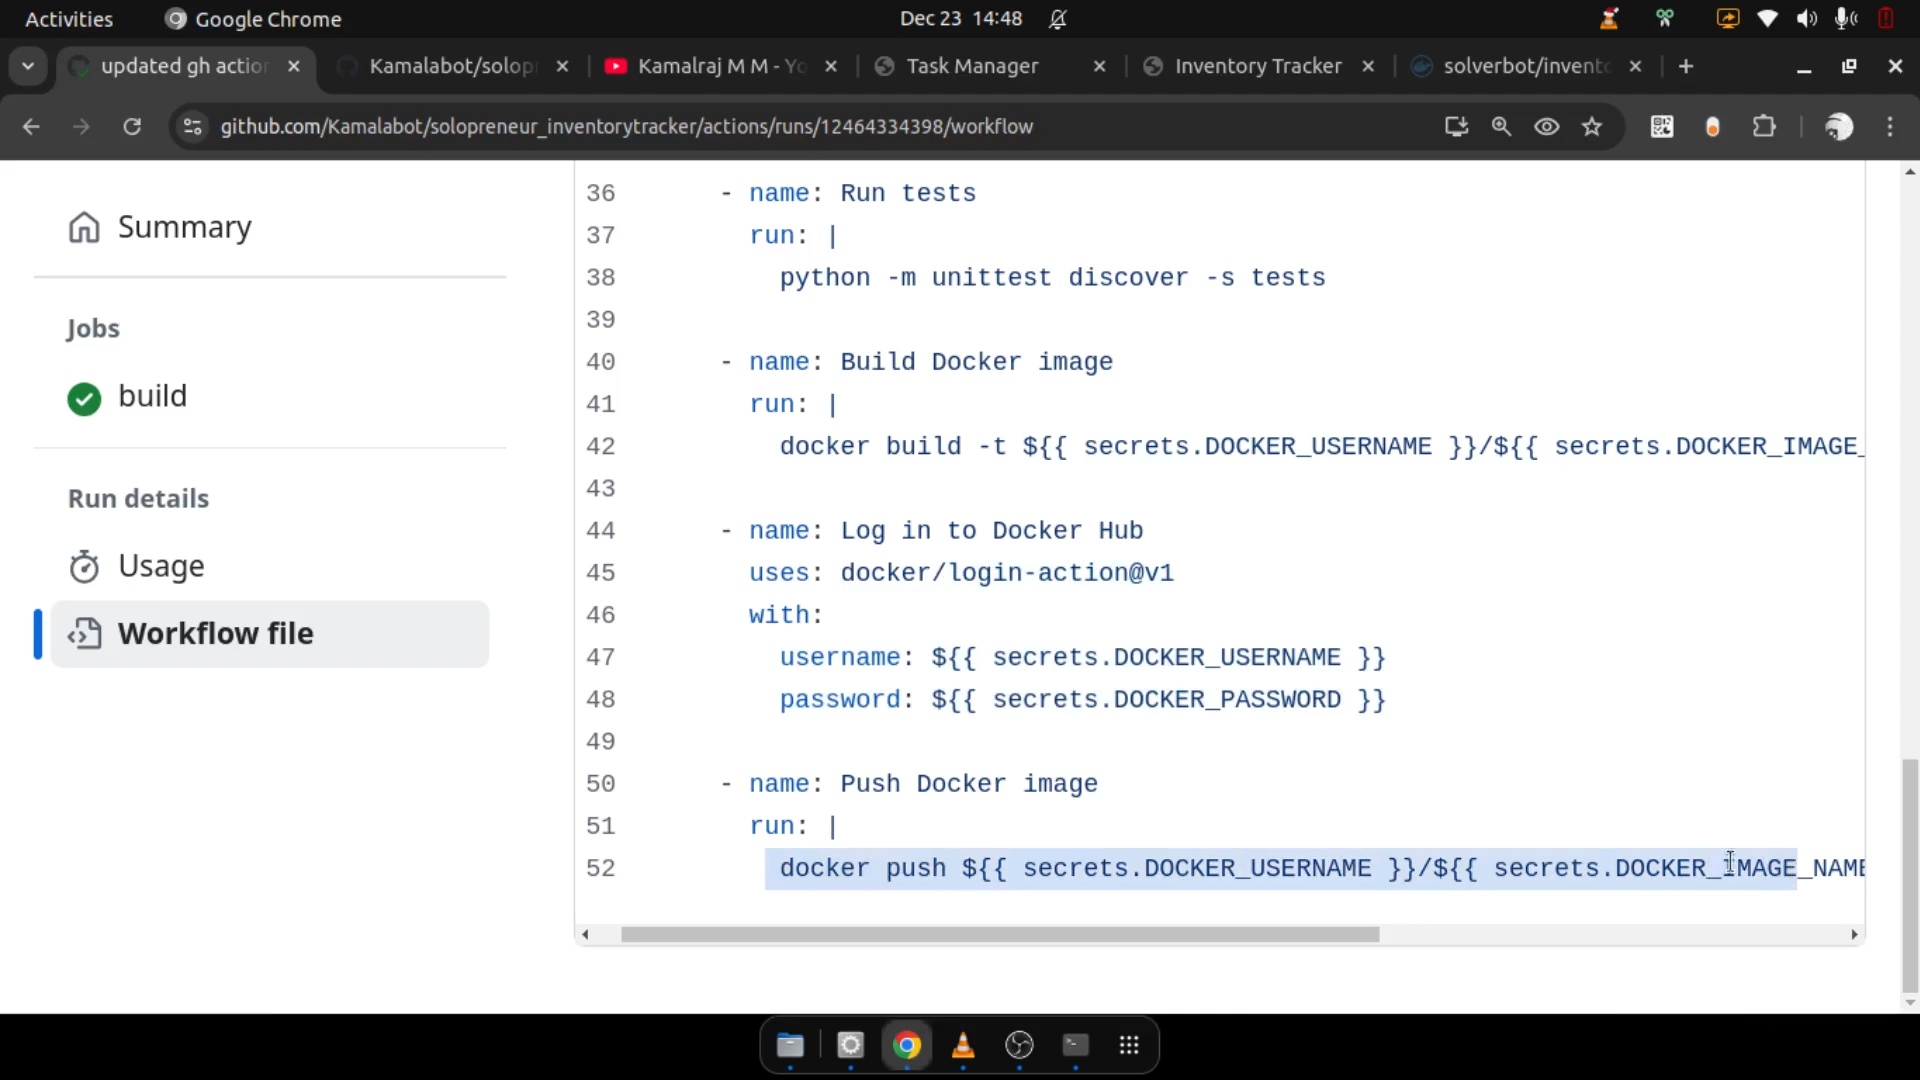 Activities Google Chrome Dec 23 14:48
updated gh actio Kamalabot/solop Kamalraj M M - Yo Task Manager Inventory Tracker solverbot/invento
github.com/Kamalabot/solopreneur_inventorytracker/actions/runs/12464334398/workflow
Summary
Jobs
build
Run details
Usage
Workflow file
36 - name: Run tests
37 run: |
38 python -m unittest discover -s tests
39
40 - name: Build Docker image
41 run: |
42 docker build -t ${{ secrets.DOCKER_USERNAME }}/${{ secrets.DOCKER_IMAGE_
43
44 - name: Log in to Docker Hub
45 uses: docker/login-action@v1
46 with:
47 username: ${{ secrets.DOCKER_USERNAME }}
48 password: ${{ secrets.DOCKER_PASSWORD }}
49
50 - name: Push Docker image
51 run: |
52 docker push ${{ secrets.DOCKER_USERNAME }}/${{ secrets.DOCKER_IMAGE_NAME